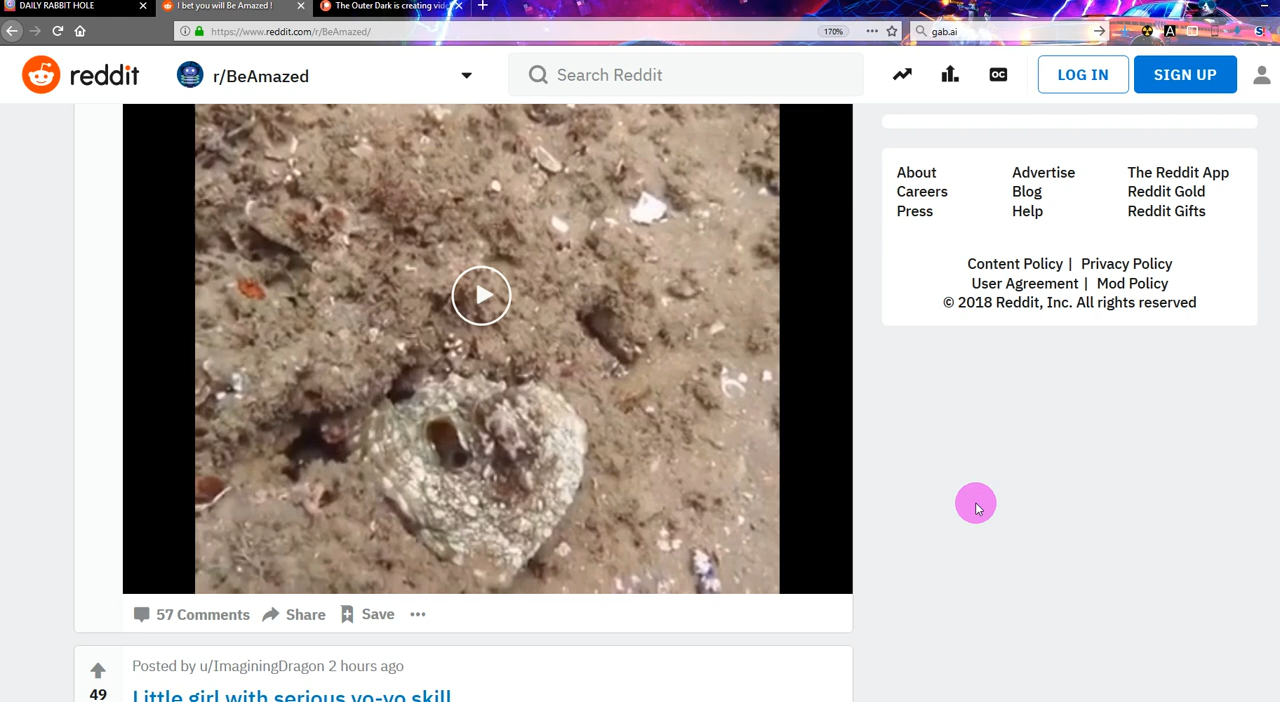 DAILY RABBIT HOLE
I bet you will Be Amazed !
The Outer Dark is creating vid
https://www.reddit.com/r/BeAmazed/
170%
gab.ai
reddit
r/BeAmazed
Search Reddit
OC
LOG IN
SIGN UP
About
Advertise
The Reddit App
Careers
Blog
Reddit Gold
Press
Help
Reddit Gifts
Content Policy | Privacy Policy
User Agreement | Mod Policy
© 2018 Reddit, Inc. All rights reserved
57 Comments
Share
Save
Posted by u/ImaginingDragon 2 hours ago
49
Little girl with serious yo-yo skill